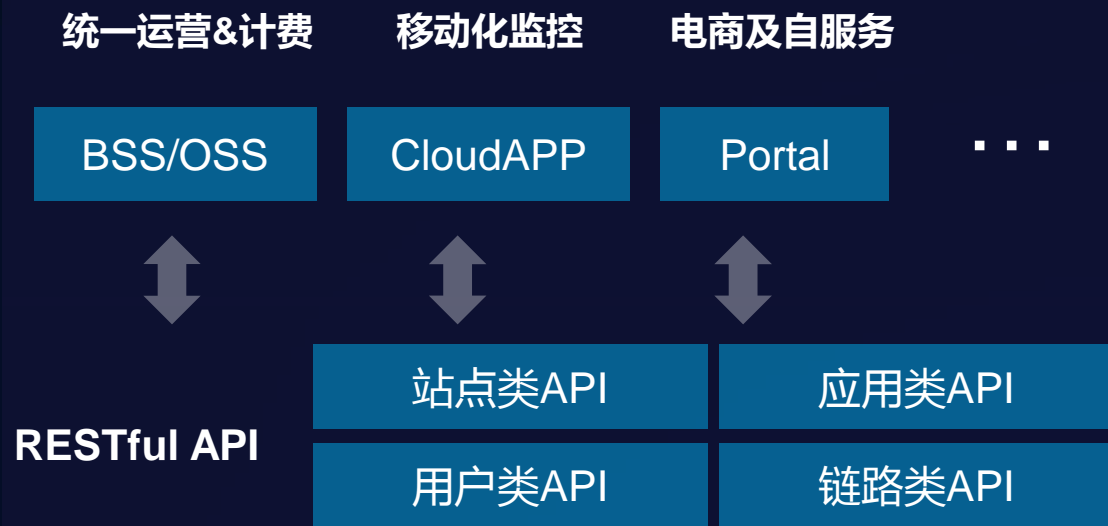 统一运营&计费
移动化监控
电商及自服务
BSS/OSS
CloudAPP
Portal
...
站点类API
应用类API
RESTful API
用户类API
链路类API